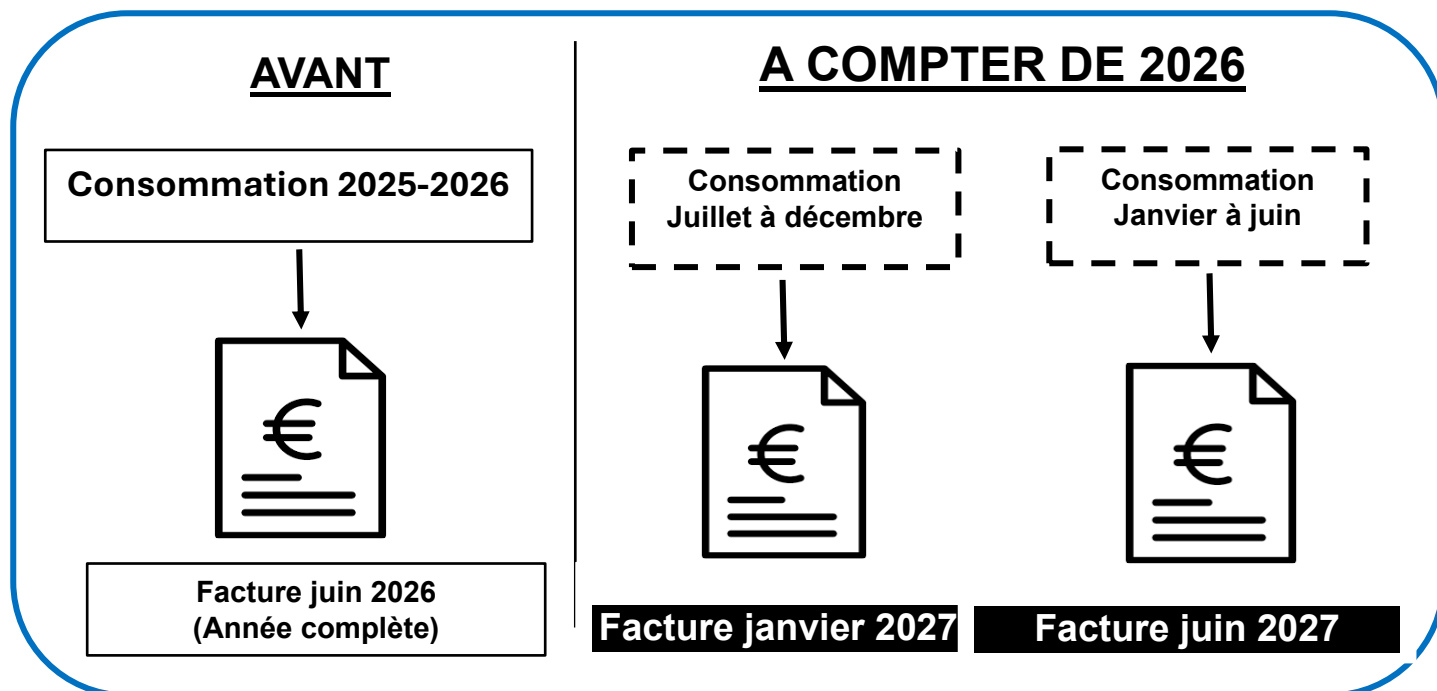 AVANT
Consommation 2025-2026
€
Facture juin 2026
(Année complète)
A COMPTER DE 2026
Consommation
Juillet à décembre
€
Facture janvier 2027
Consommation
Janvier à juin
€
Facture juin 2027